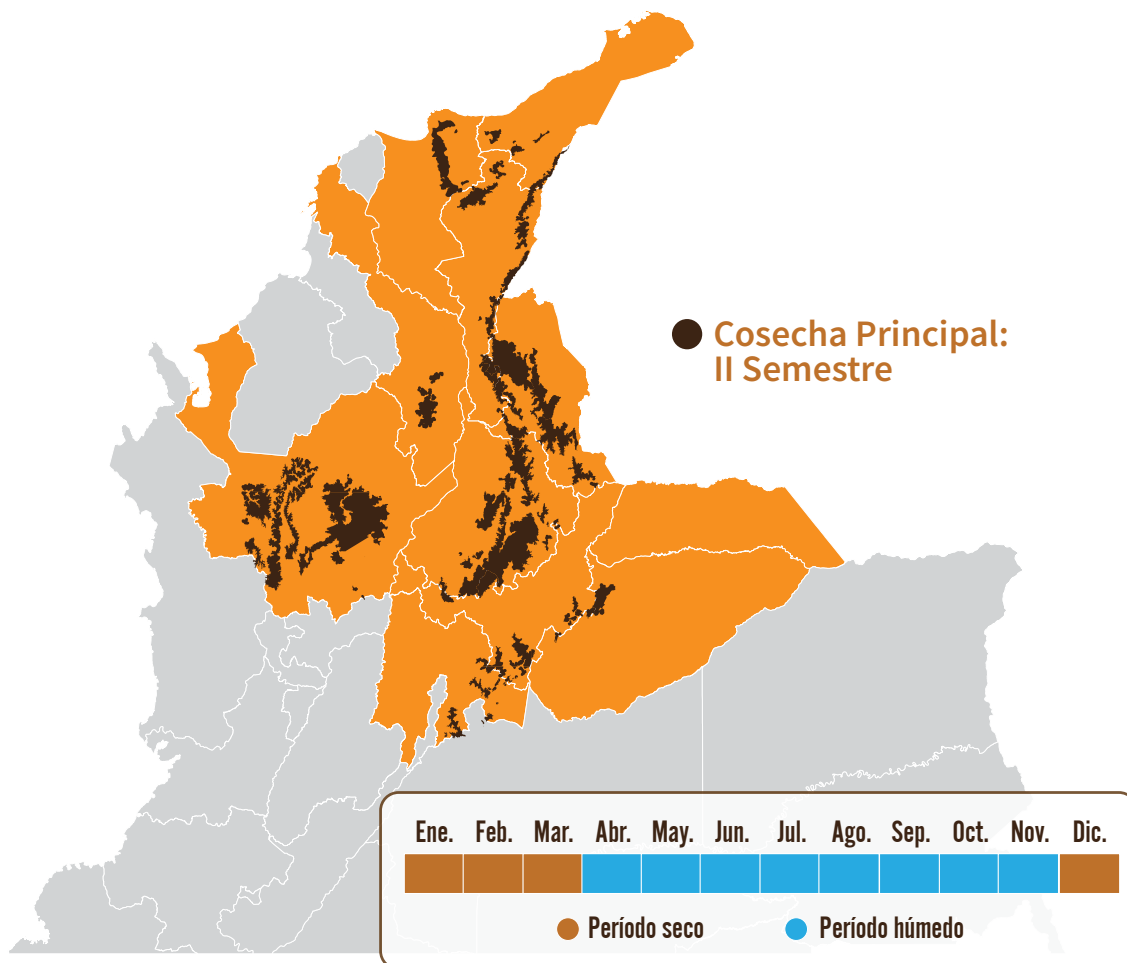 Cosecha Principal:
II Semestre
Ene. Feb. Mar. Abr. May. Jun. Jul. Ago. Sep. Oct. Nov. Dic.
Período seco Período húmedo